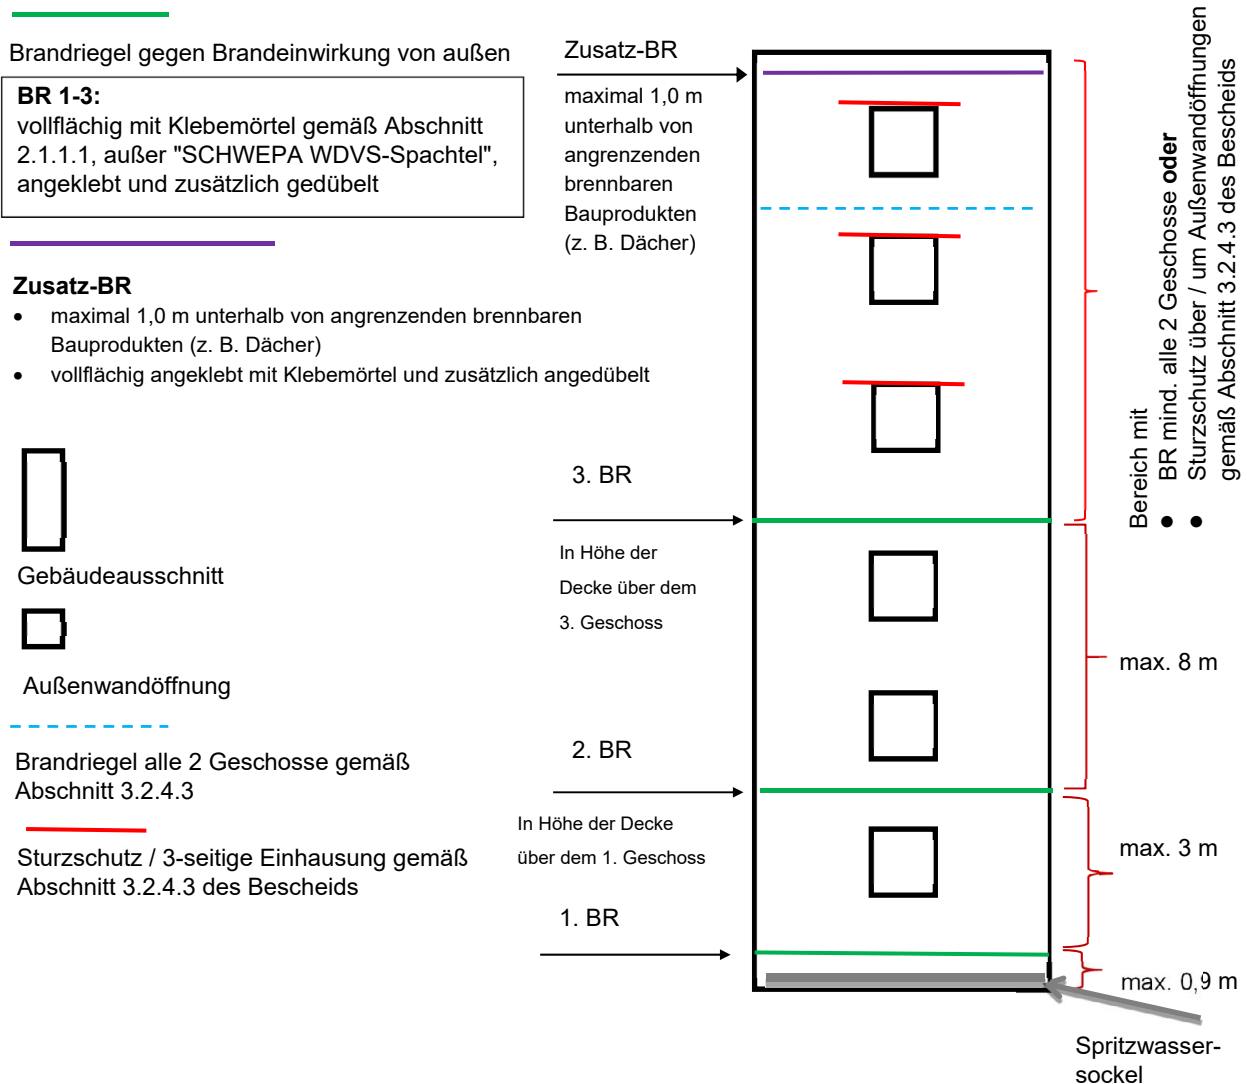 Brandriegel gegen Brandeinwirkung von außen
BR 1-3:
vollflächig mit Klebemörtel gemäß Abschnitt
2.1.1.1, außer "SCHWEPA WDVS-Spachtel",
angeklebt und zusätzlich gedübelt
Zusatz-BR
• maximal 1,0 m unterhalb von angrenzenden brennbaren
Bauprodukten (z. B. Dächer)
• vollflächig angeklebt mit Klebemörtel und zusätzlich angedübelt
Gebäudeausschnitt
Außenwandöffnung
Brandriegel alle 2 Geschosse gemäß
Abschnitt 3.2.4.3
Sturzschutz / 3-seitige Einhausung gemäß
Abschnitt 3.2.4.3 des Bescheids
Zusatz-BR
maximal 1,0 m
unterhalb von
angrenzenden
brennbaren
Bauprodukten
(z. B. Dächer)
3. BR
In Höhe der
Decke über dem
3. Geschoss
2. BR
In Höhe der Decke
über dem 1. Geschoss
1. BR
Bereich mit
• BR mind. alle 2 Geschosse oder
• Sturzschutz über / um Außenwandöffnungen
gemäß Abschnitt 3.2.4.3 des Bescheids
max. 8 m
max. 3 m
max. 0,9 m
Spritzwasser-
sockel